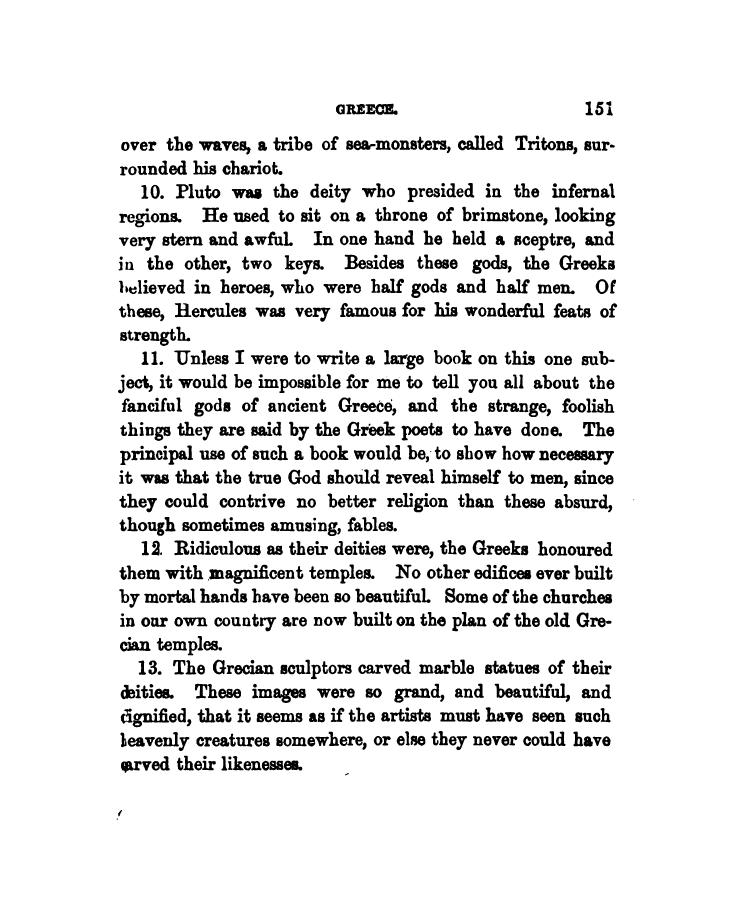 GREECE. 151
over the waves, a tribe of sea-monsters, called Tritons, sur-
rounded his chariot.
10. Pluto was the deity who presided in the infernal
regions. He used to sit on a throne of brimstone, looking
very stern and awful. In one hand he held a sceptre, and
in the other, two keys. Besides these gods, the Greeks
believed in heroes, who were half gods and half men. Of
these, Hercules was very famous for his wonderful feats of
strength.
11. Unless I were to write a large book on this one sub-
ject, it would be impossible for me to tell you all about the
fanciful gods of ancient Greece, and the strange, foolish
things they are said by the Greek poets to have done. The
principal use of such a book would be, to show how necessary
it was that the true God should reveal himself to men, since
they could contrive no better religion than these absurd,
though sometimes amusing, fables.
12. Ridiculous as their deities were, the Greeks honoured
them with magnificent temples. No other edifices ever built
by mortal hands have been so beautiful. Some of the churches
in our own country are now built on the plan of the old Gre-
cian temples.
13. The Grecian sculptors carved marble statues of their
deities. These images were so grand, and beautiful, and
dignified, that it seems as if the artists must have seen such
heavenly creatures somewhere, or else they never could have
carved their likenesses.